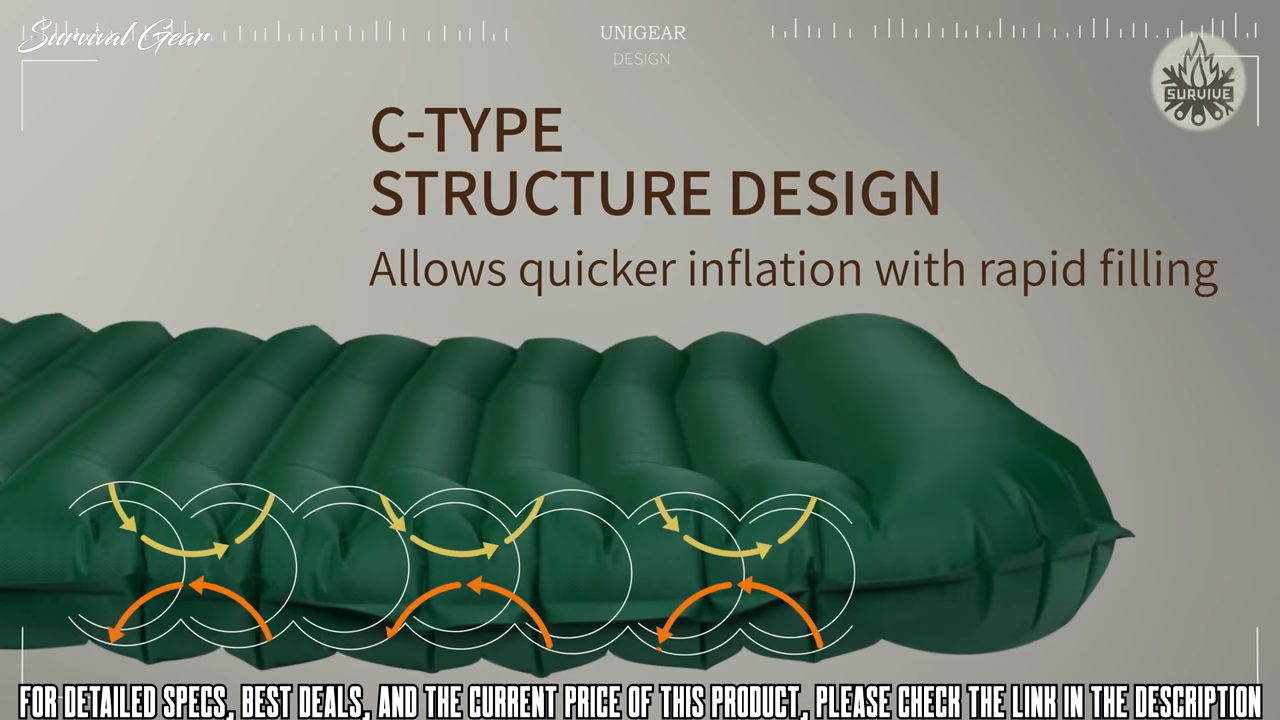 Survival Gear
UNIGEAR
DESIGN
SURVIVE
C-TYPE
STRUCTURE DESIGN
Allows quicker inflation with rapid filling
FOR DETAILED SPECS, BEST DEALS, AND THE CURRENT PRICE OF THIS PRODUCT, PLEASE CHECK THE LINK IN THE DESCRIPTION